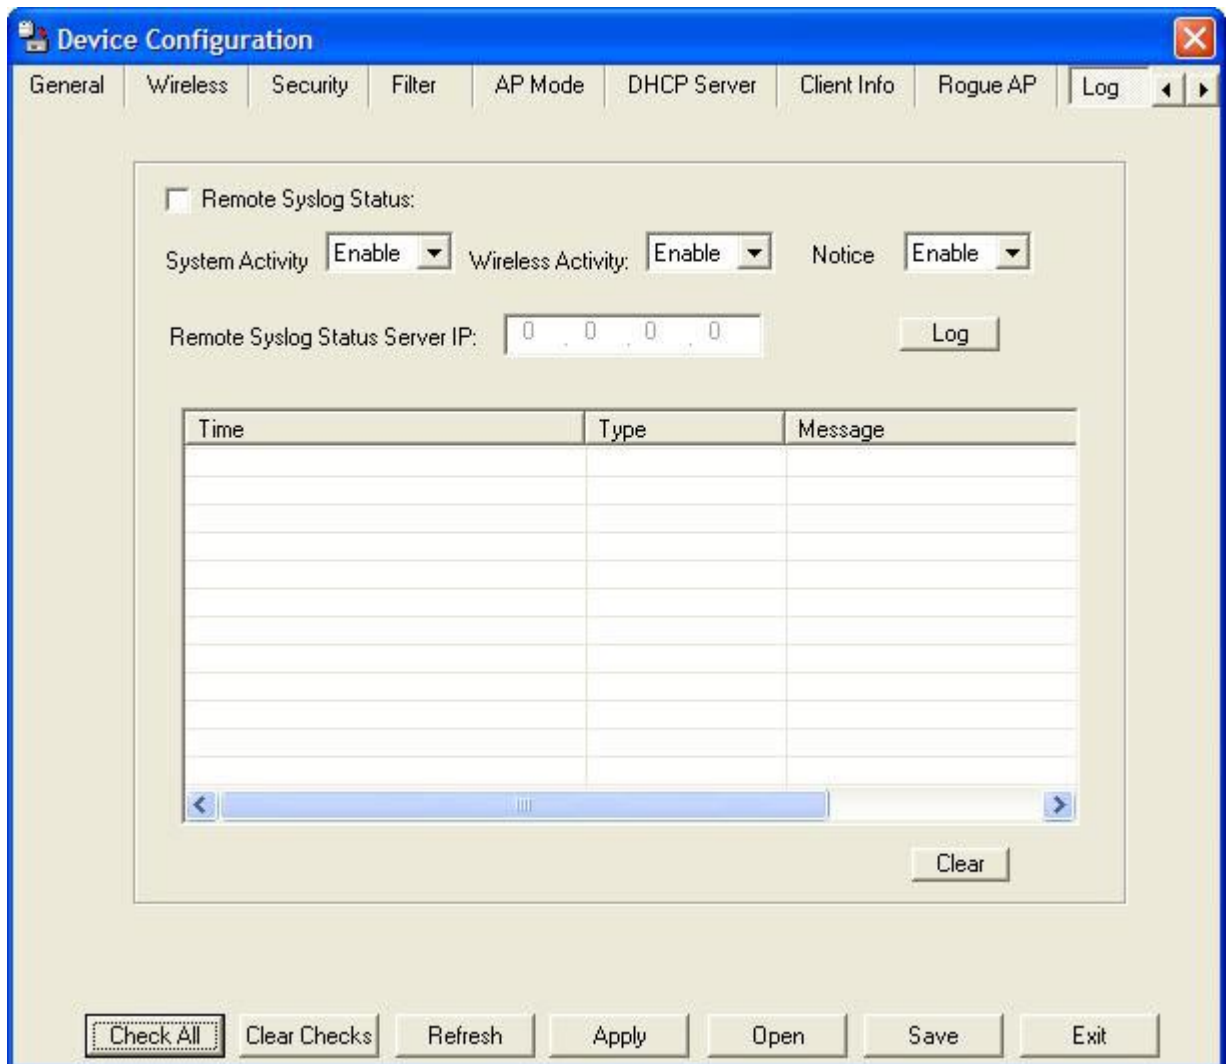 Device Configuration
General Wireless Security Filter AP Mode DHCP Server Client Info Rogue AP Log
Remote Syslog Status:
System Activity Enable Wireless Activity: Enable Notice Enable
Remote Syslog Status Server IP: 0 . 0 . 0 . 0 Log
Time Type Message
Clear
Check All Clear Checks Refresh Apply Open Save Exit